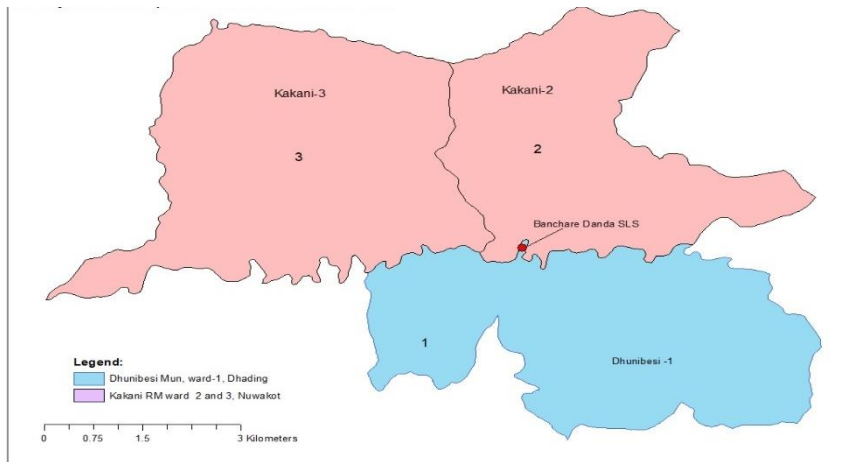 Kakani-3
Kakani-2
3
2
Banchare Danda SLS
1
Dhunibesi -1
Legend:
Dhunibesi Mun, ward-1, Dhading
Kakani RM ward 2 and 3, Nuwakot
0 0.75 1.5 3 Kilometers